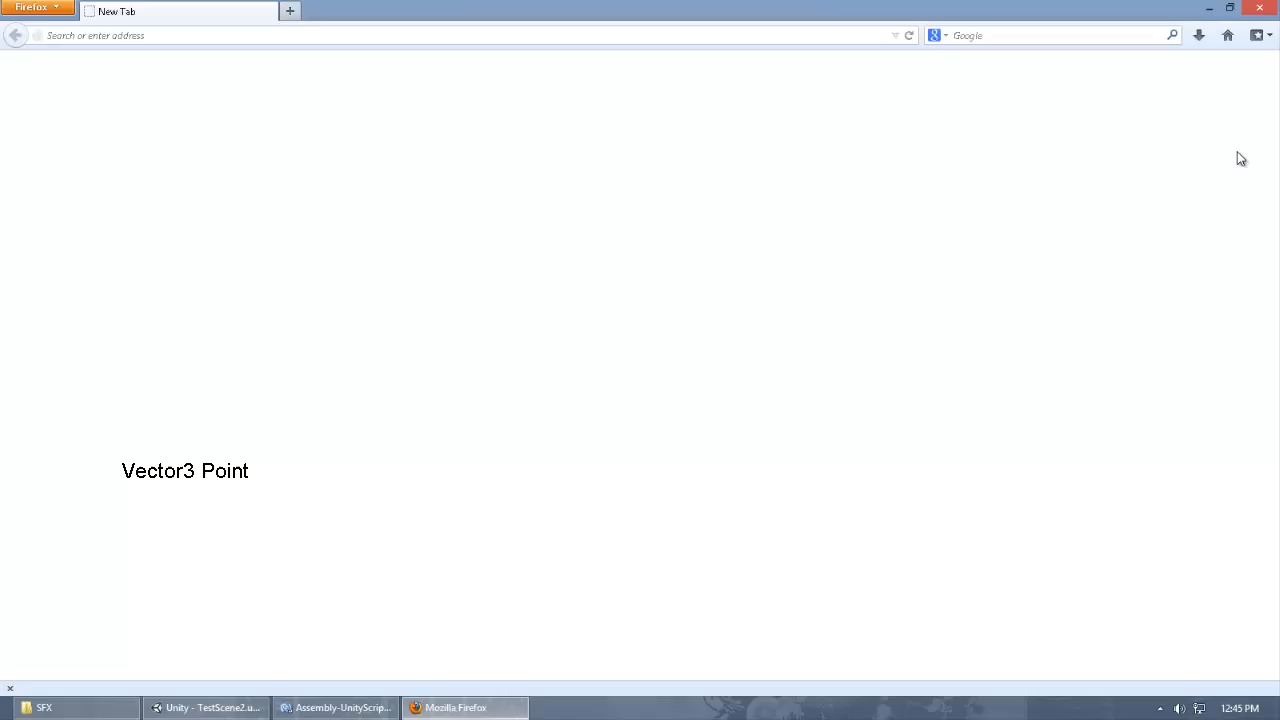 Firefox
New Tab
Search or enter address
Google
Vector3 Point
SFX
Unity - TestScene2.u...
Assembly-UnityScrip...
Mozilla Firefox
12:45 PM